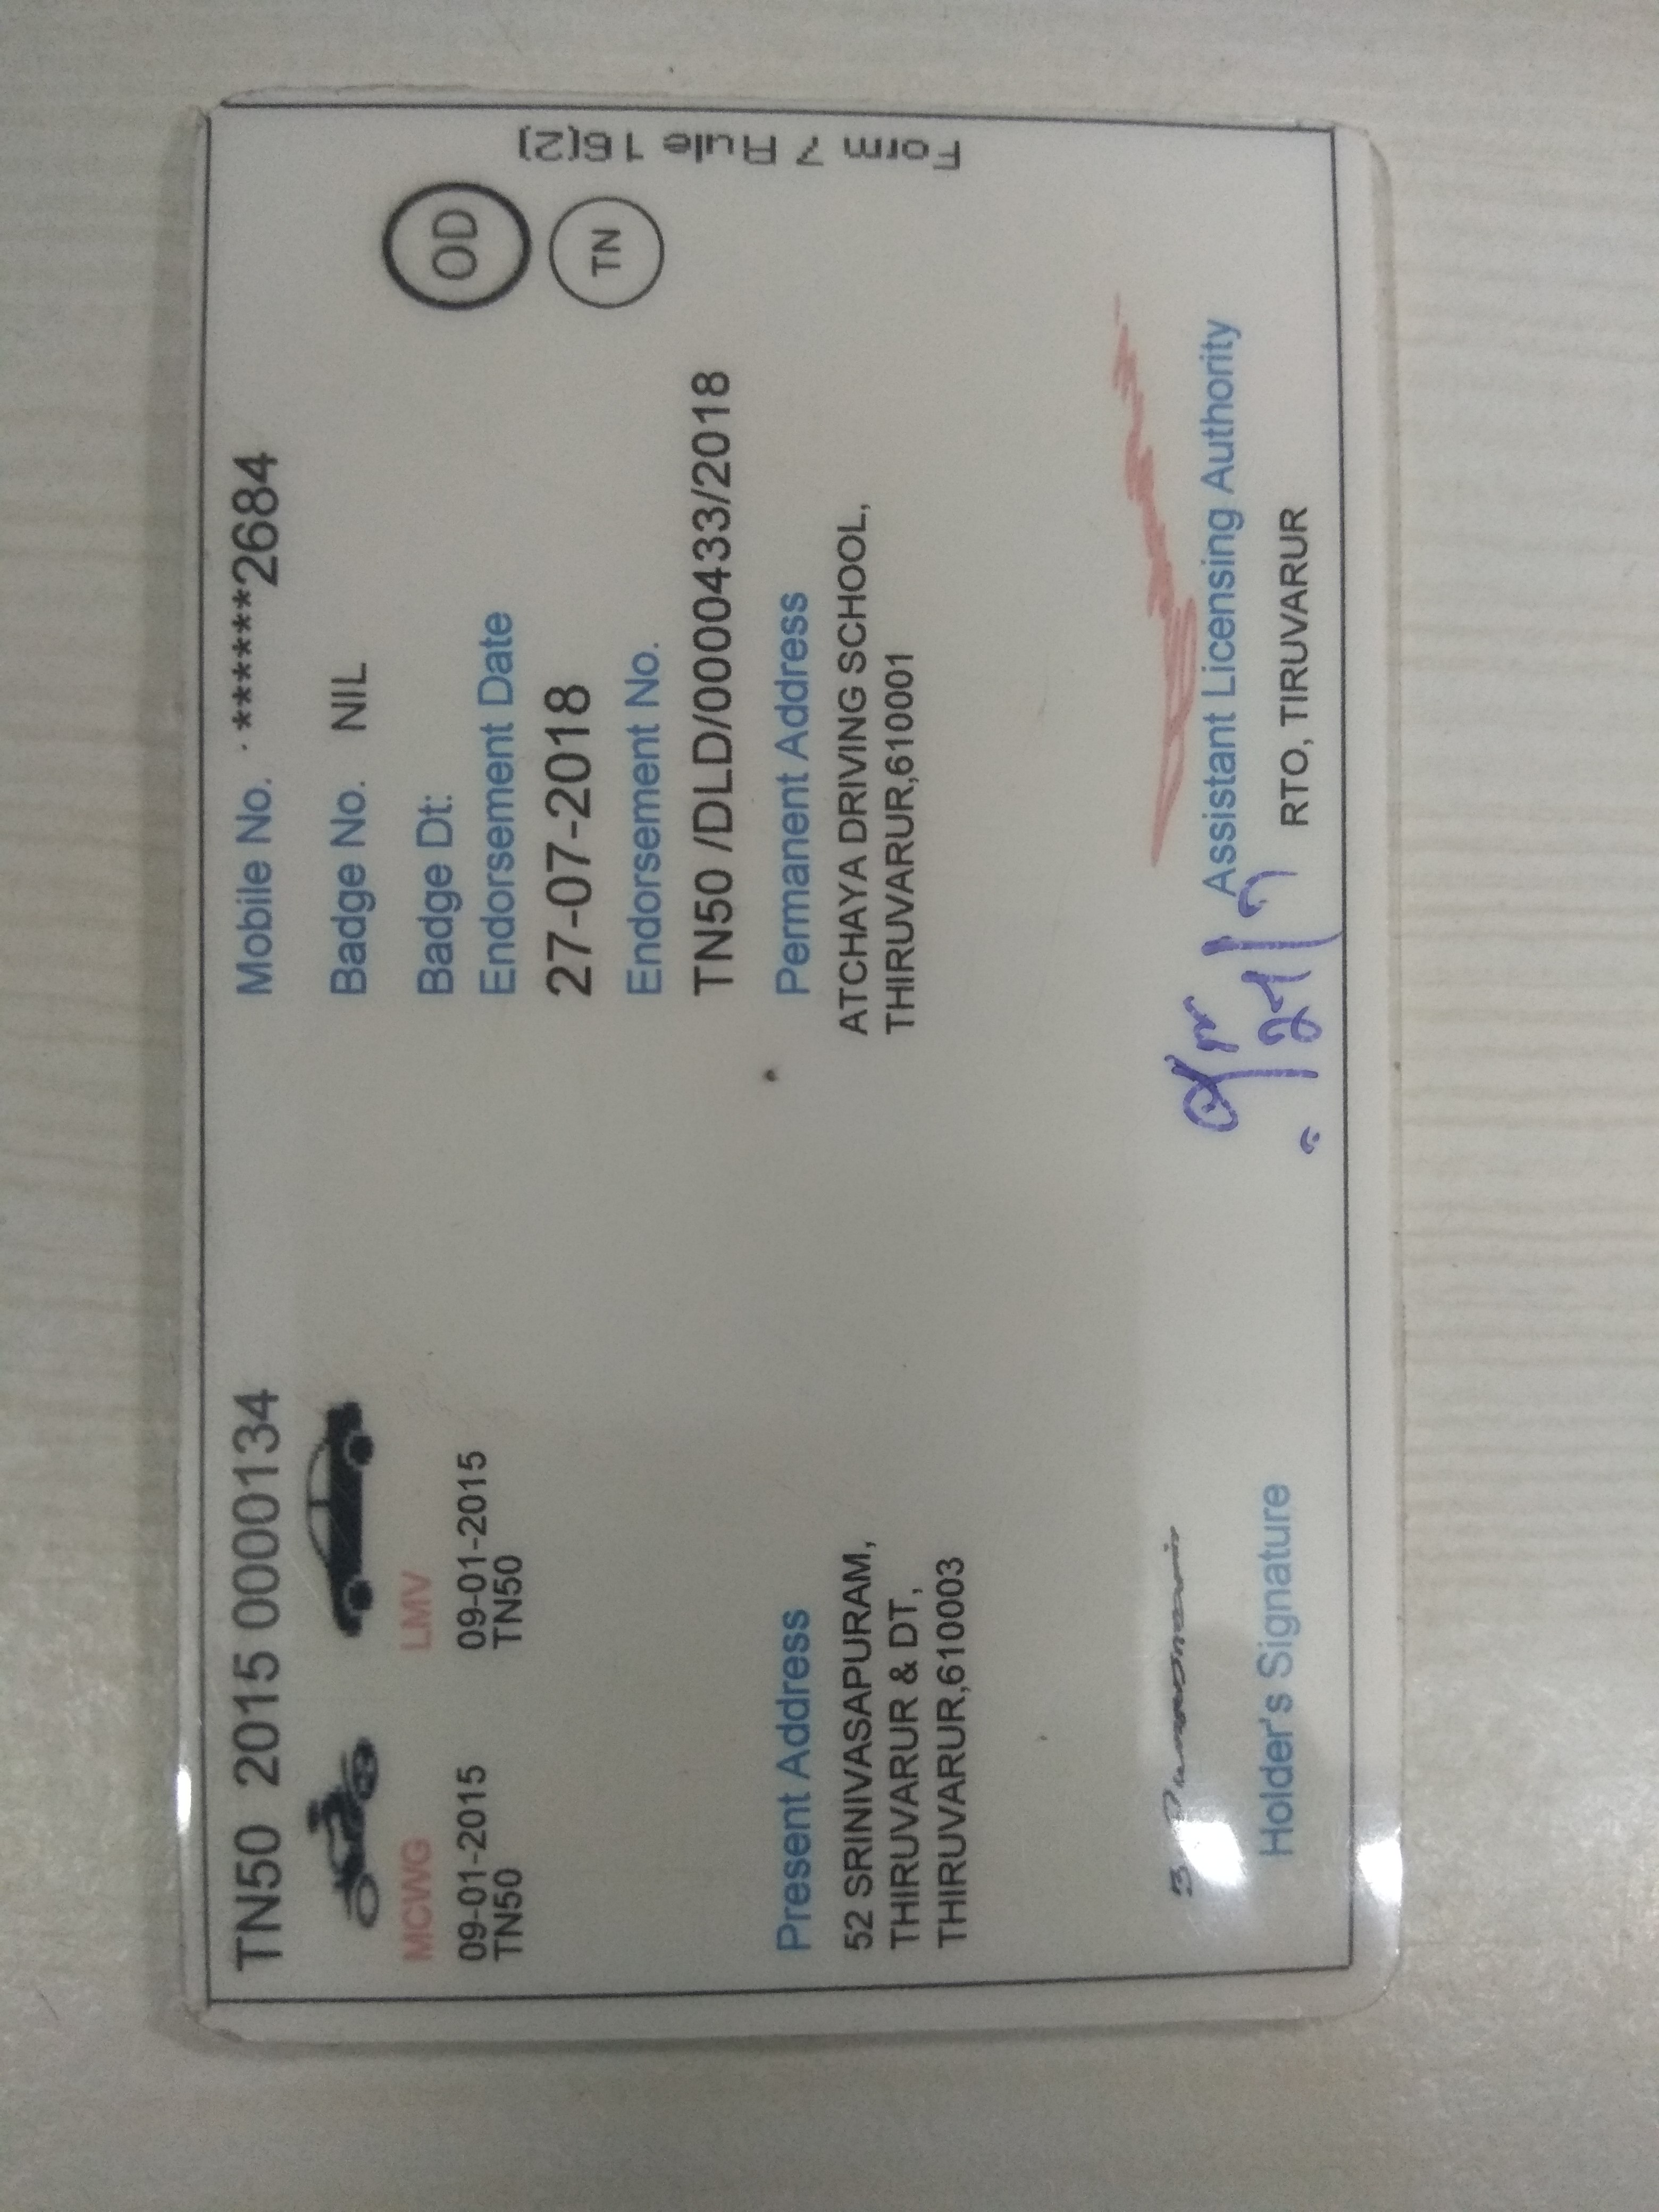 TN50 2015 0000134
Mobile No. ******2684
Badge No. NIL
OD
MCWG LMV
Badge Dt:
09-01-2015 09-01-2015
TN50 TN50
Endorsement Date
27-07-2018
TN
Endorsement No.
TN50 /DLD/0000433/2018
Form 7 Rule 16(2)
Present Address
52 SRINIVASAPURAM,
THIRUVARUR & DT,
THIRUVARUR,610003
Permanent Address
ATCHAYA DRIVING SCHOOL,
THIRUVARUR,610001
Holder's Signature
Assistant Licensing Authority
RTO, TIRUVARUR